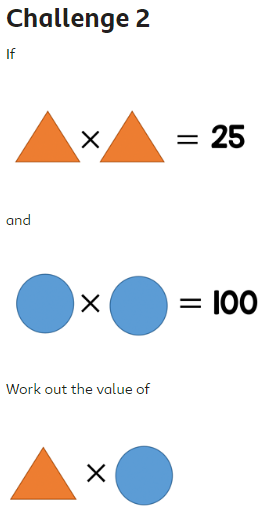 Challenge 2
If
× = 25
and
× = 100
Work out the value of
×